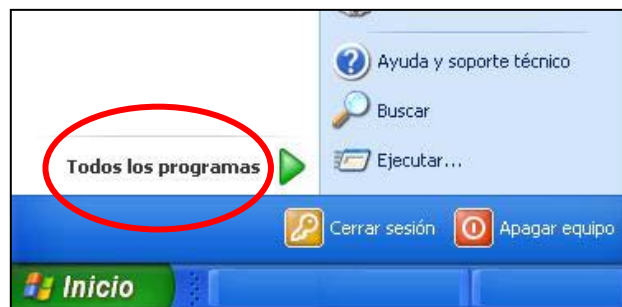 Ayuda y soporte técnico
Buscar
Todos los programas
Ejecutar...
Cerrar sesión
Apagar equipo
Inicio